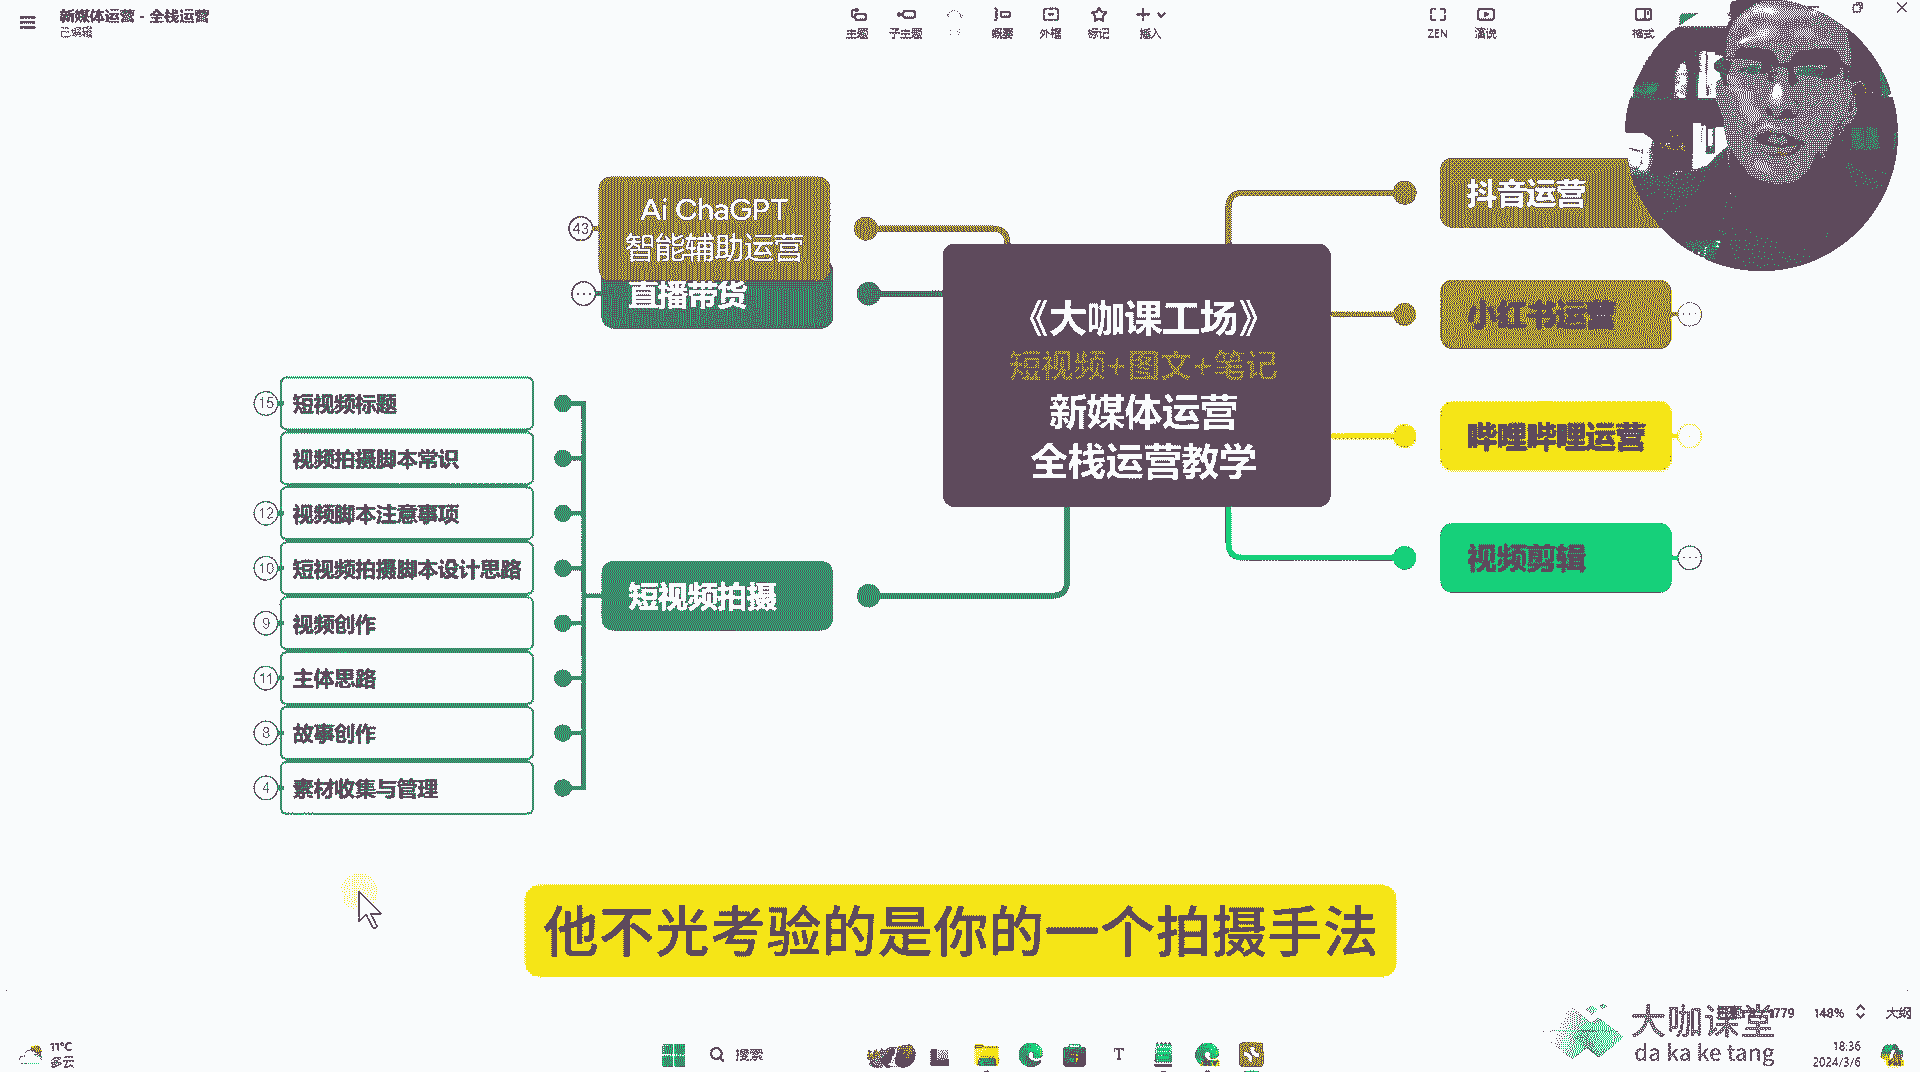 新媒体运营 - 全栈运营
已编辑
主题
子主题
概要
外框
标记
插入
ZEN
演说
格式
Ai ChaGPT
智能辅助运营
43
直播带货
《大咖课工场》
短视频+图文+笔记
新媒体运营
全栈运营教学
抖音运营
小红书运营
哔哩哔哩运营
视频剪辑
短视频拍摄
15
短视频标题
视频拍摄脚本常识
12
视频脚本注意事项
10
短视频拍摄脚本设计思路
9
视频创作
11
主体思路
8
故事创作
4
素材收集与管理
他不光考验的是你的一个拍摄手法
大咖课堂
da ka ke tang
148%
大纲
11°C
多云
搜索
18:36
2024/3/6